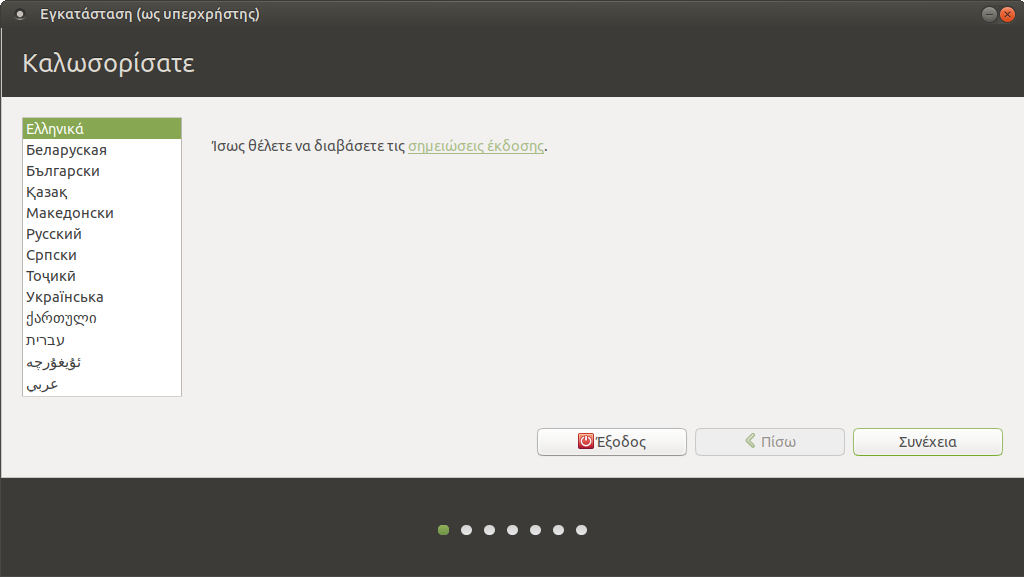 Εγκατάσταση (ως υπερχρήστης)
Καλωσορίσατε
Ελληνικά
Беларуская
Български
Қазақ
Македонски
Русский
Српски
Тоҷикӣ
Українська
ქართული
עברית
ئۇيغۇرچە
عربي
Ίσως θέλετε να διαβάσετε τις σημειώσεις έκδοσης.
Έξοδος
Πίσω
Συνέχεια